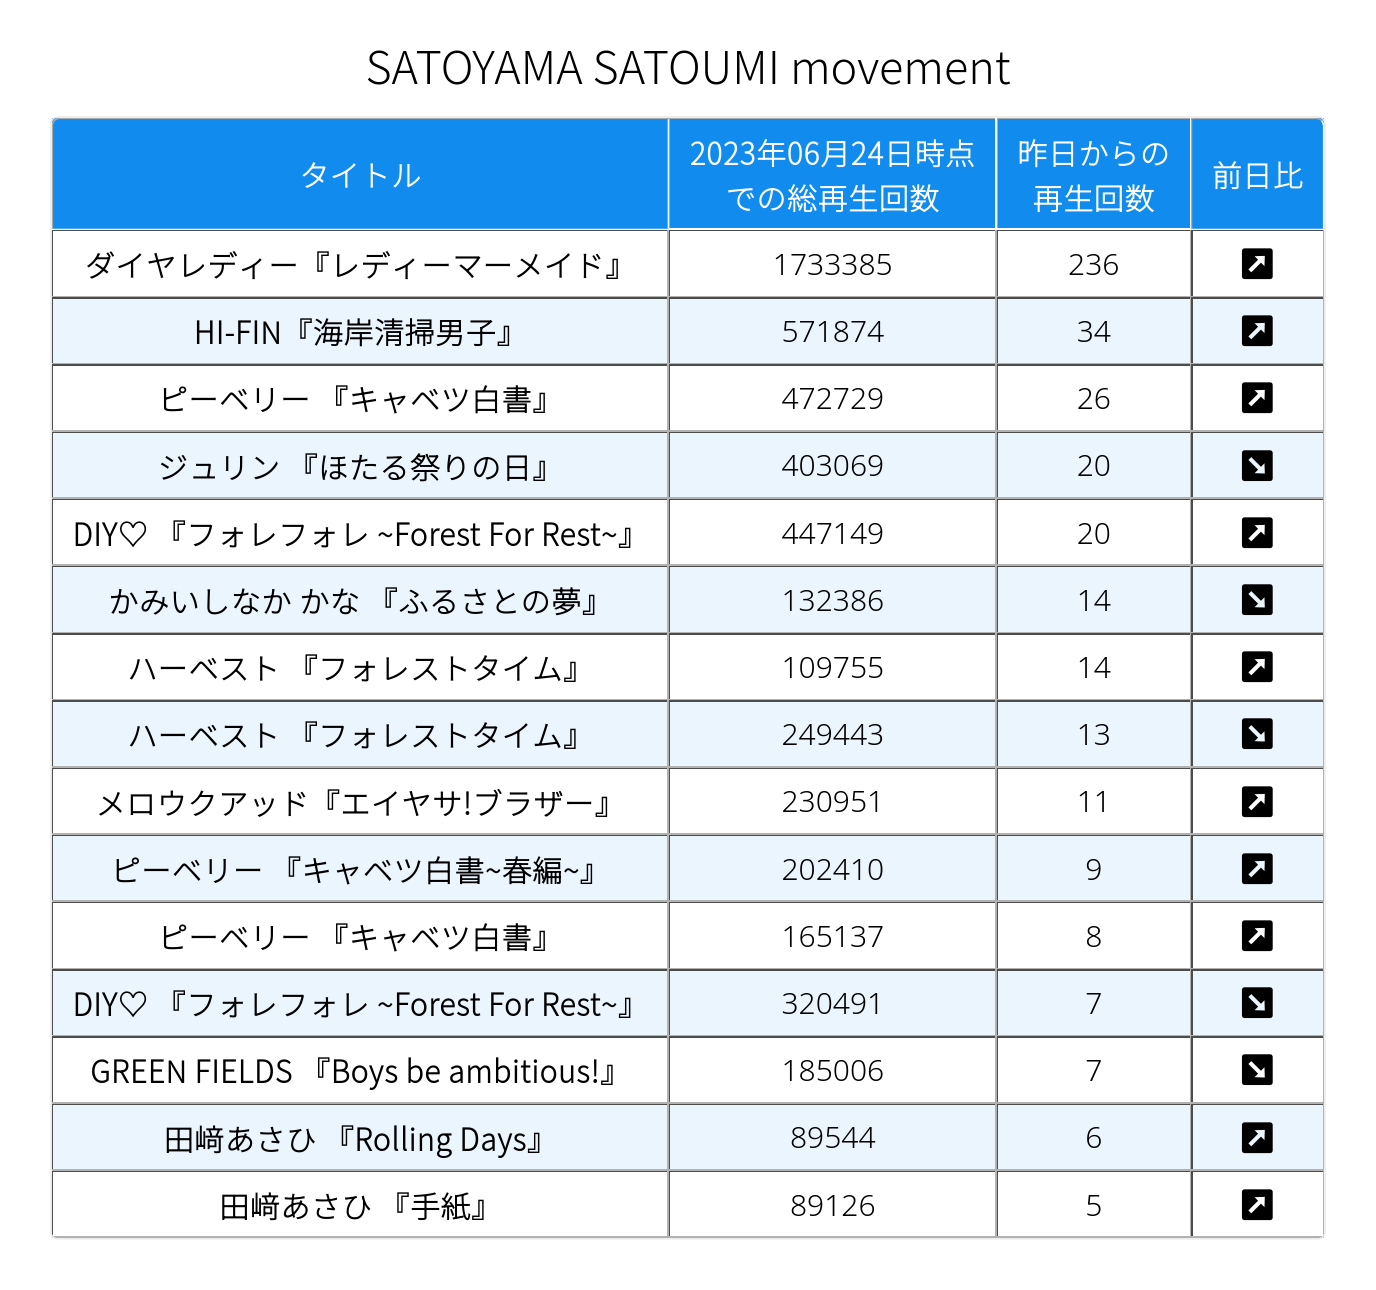 SATOYAMA SATOUMI movement
タイトル
2023年06月24日時点
での総再生回数
昨日からの
再生回数
前日比
ダイヤレディー『レディーマーメイド』 1733385 236 ↗
HI-FIN『海岸清掃男子』 571874 34 ↗
ピーベリー 『キャベツ白書』 472729 26 ↗
ジュリン 『ほたる祭りの日』 403069 20 ↘
DIY♡ 『フォレフォレ ~Forest For Rest~』 447149 20 ↗
かみいしなか かな 『ふるさとの夢』 132386 14 ↘
ハーベスト 『フォレストタイム』 109755 14 ↗
ハーベスト 『フォレストタイム』 249443 13 ↘
メロウクアッド『エイヤサ!ブラザー』 230951 11 ↗
ピーベリー 『キャベツ白書~春編~』 202410 9 ↗
ピーベリー 『キャベツ白書』 165137 8 ↗
DIY♡ 『フォレフォレ ~Forest For Rest~』 320491 7 ↘
GREEN FIELDS 『Boys be ambitious!』 185006 7 ↘
田﨑あさひ 『Rolling Days』 89544 6 ↗
田﨑あさひ 『手紙』 89126 5 ↗